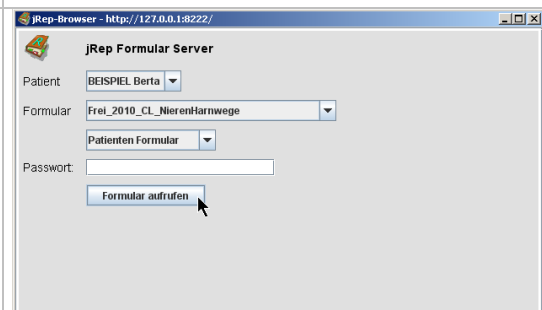 jRep-Browser - http://127.0.0.1:8222/
jRep Formular Server
Patient BEISPIEL Berta
Formular Frei_2010_CL_NierenHarnwege
Patienten Formular
Passwort:
Formular aufrufen